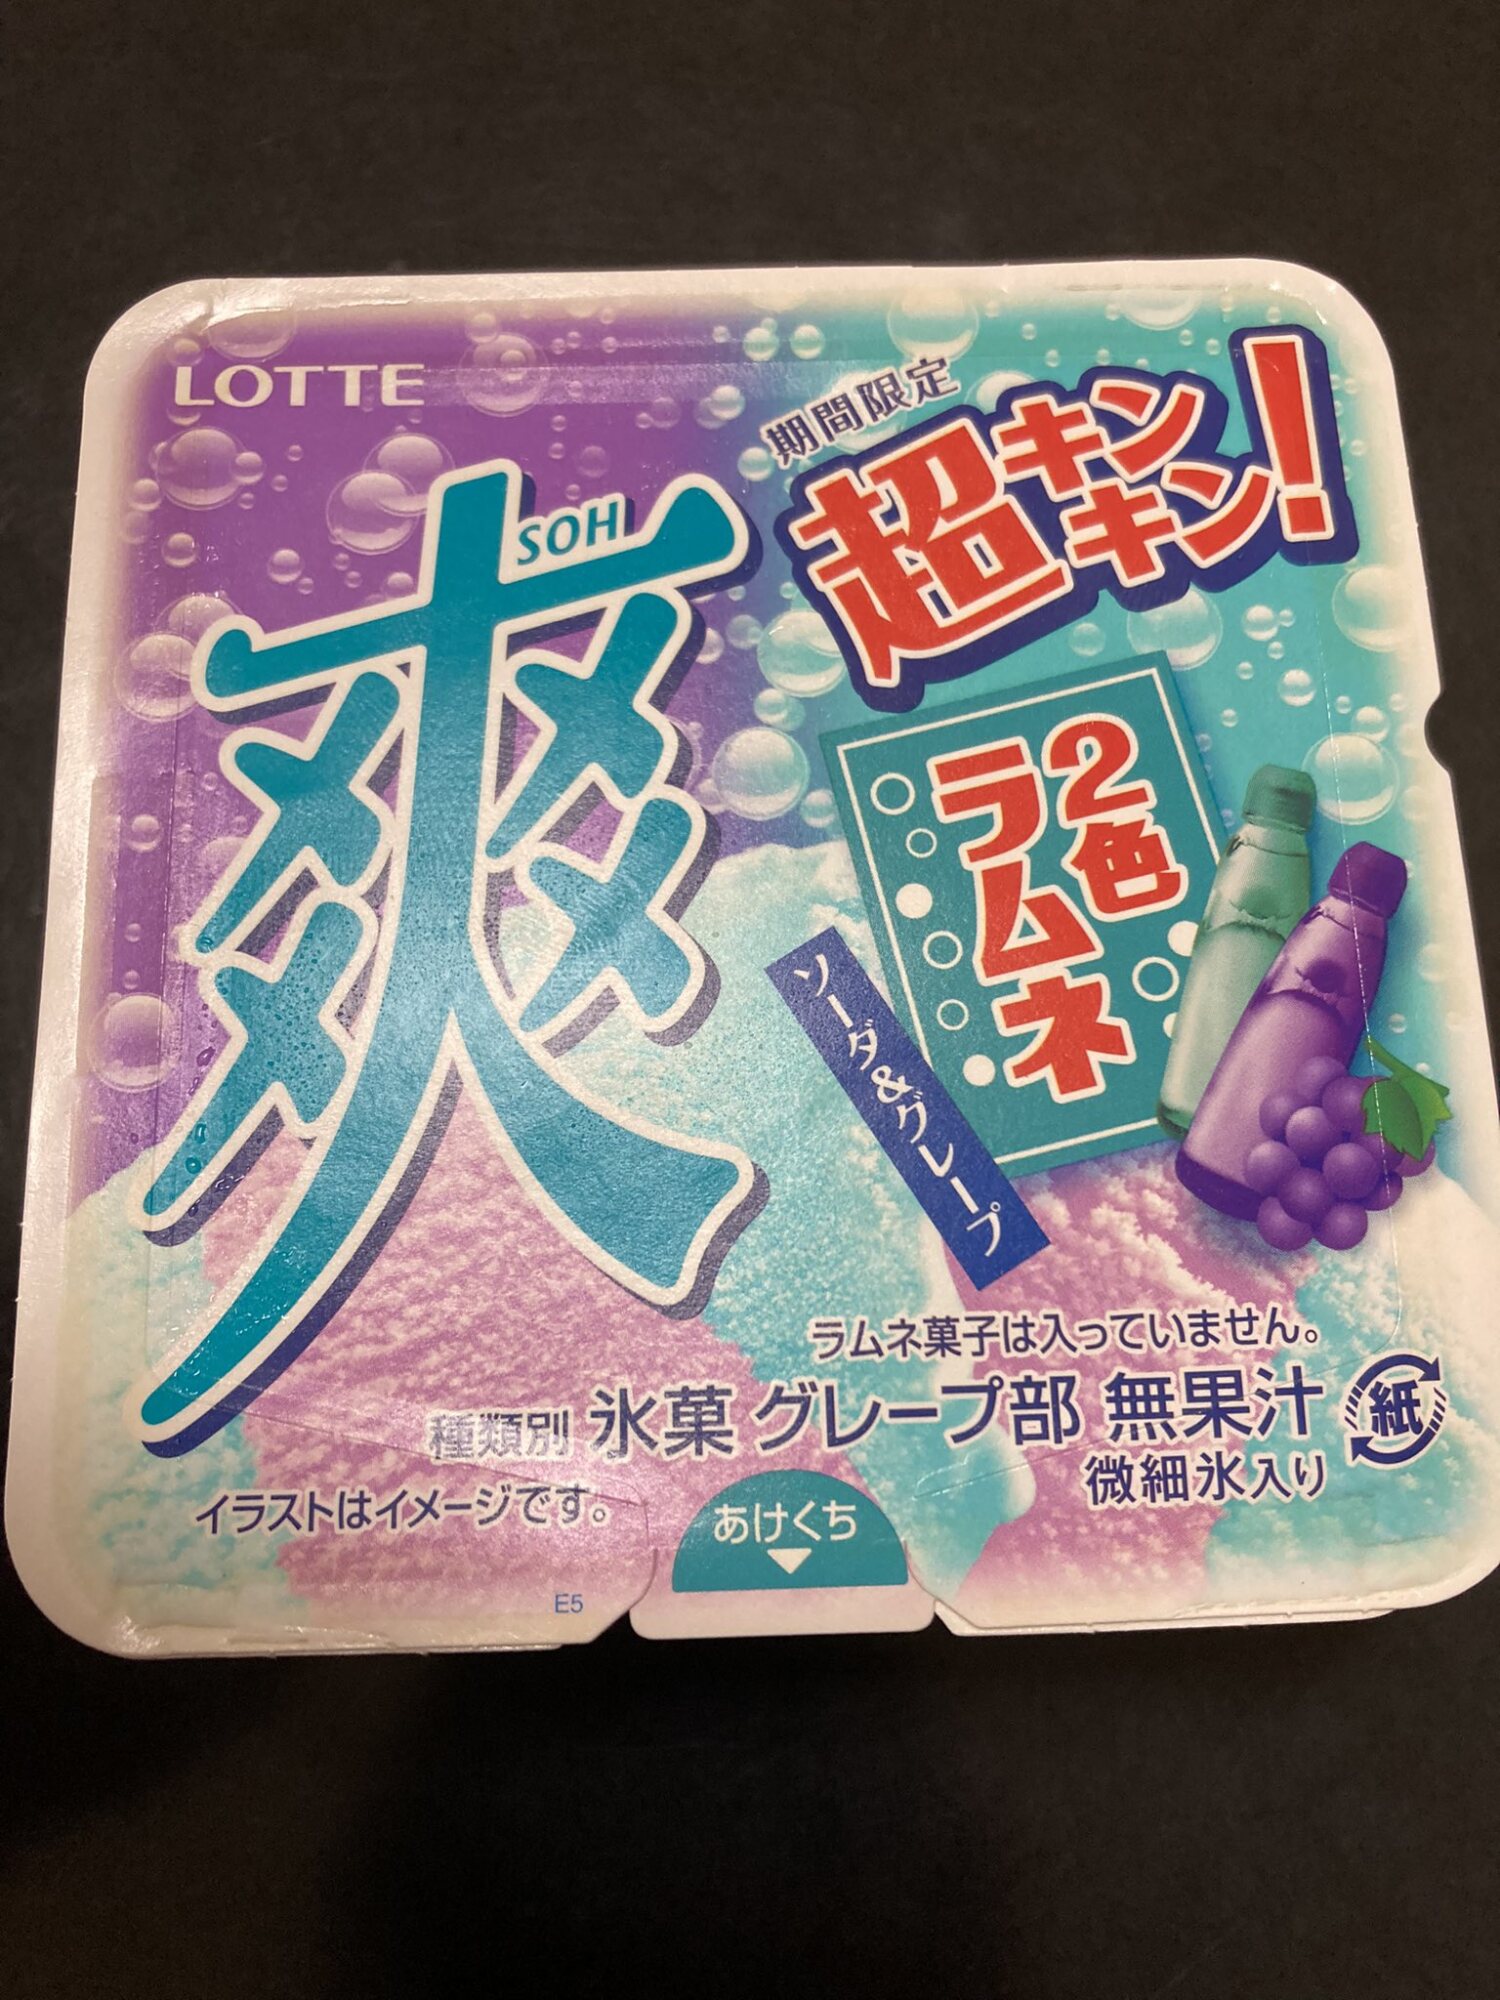 LOTTE
期間限定
超キンキン!
爽
SOH
2色
ラムネ
ソーダ&グレープ
ラムネ菓子は入っていません。
種類別 氷菓 グレープ部 無果汁
微細氷入り
紙
イラストはイメージです。
あけくち
E5